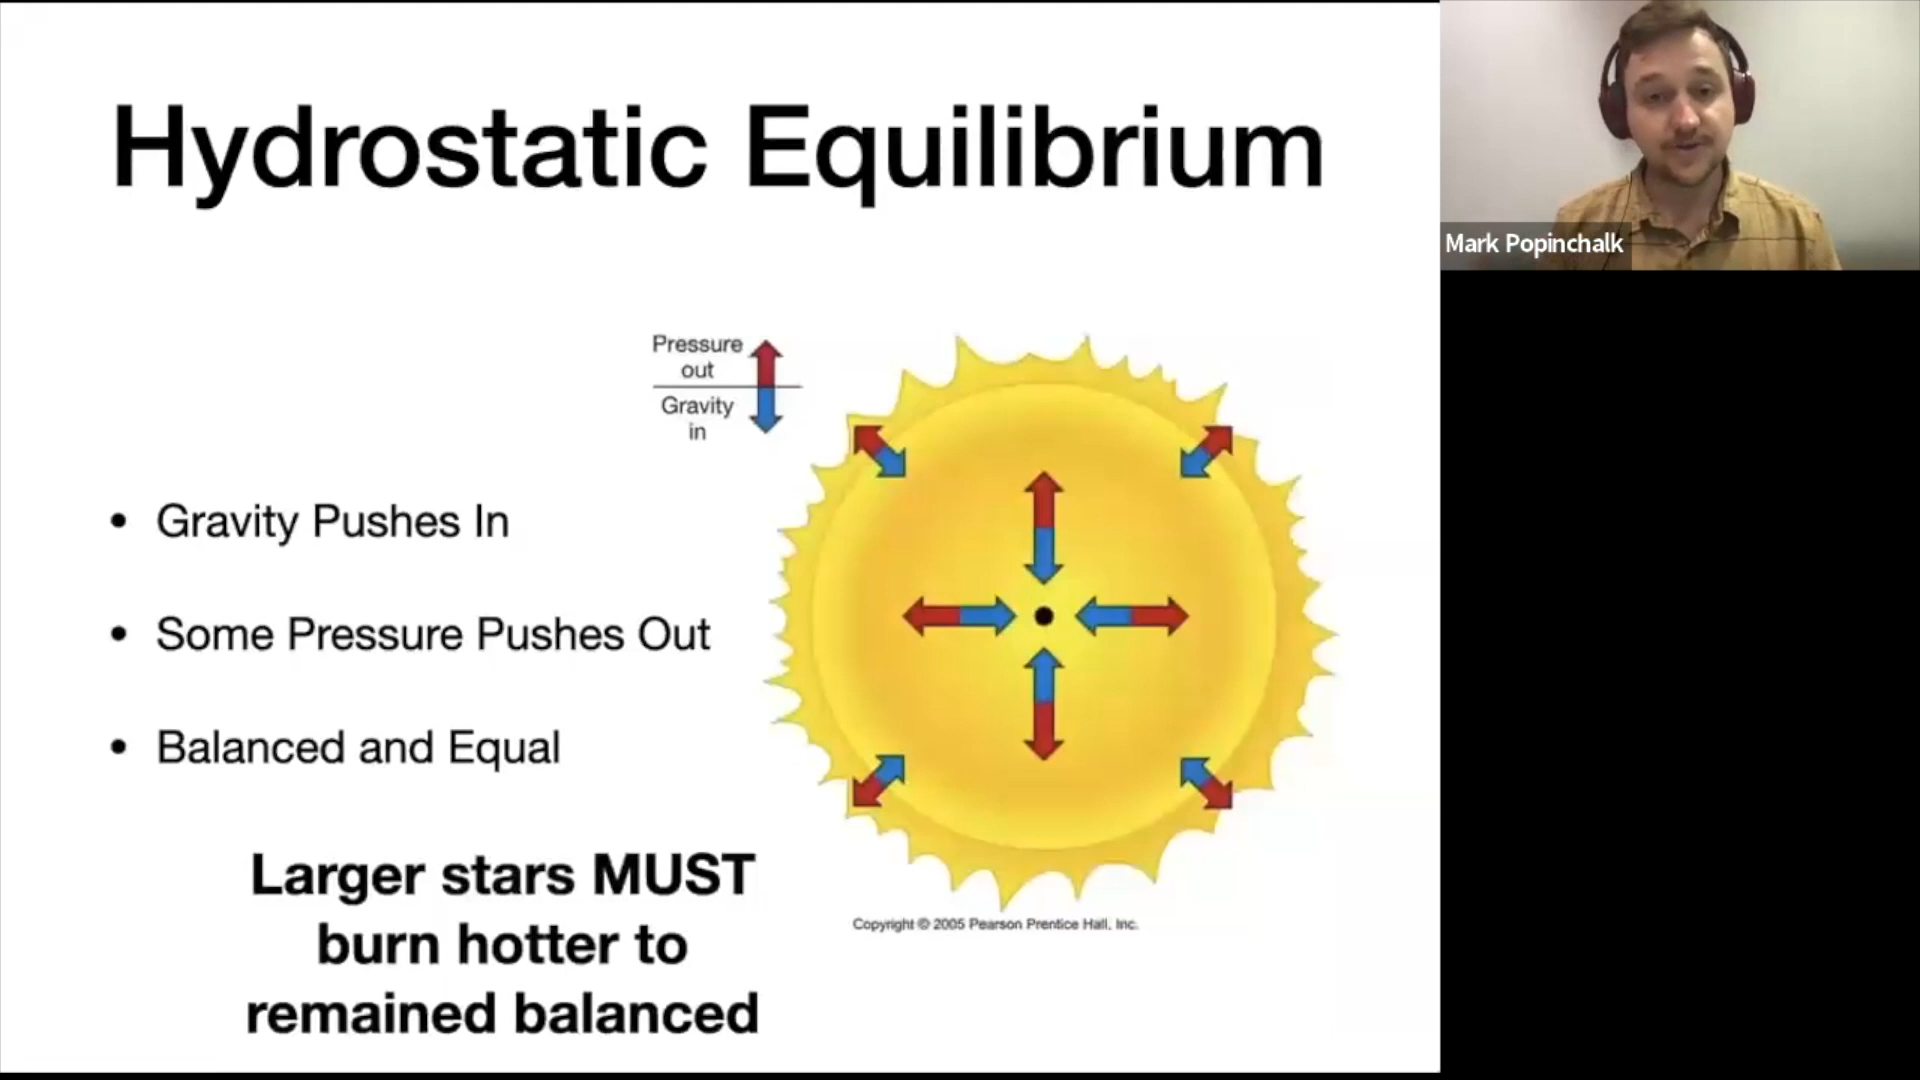 Hydrostatic Equilibrium
Mark Popinchalk
Pressure
out
Gravity
in
• Gravity Pushes In
• Some Pressure Pushes Out
• Balanced and Equal
Larger stars MUST
burn hotter to
remained balanced
Copyright © 2005 Pearson Prentice Hall, Inc.